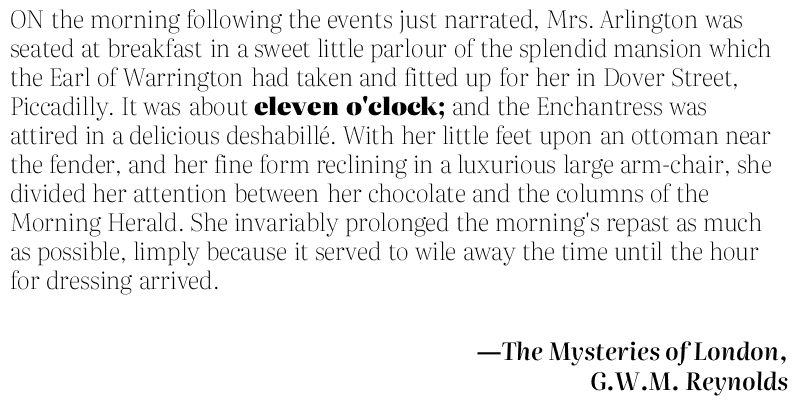 ON the morning following the events just narrated, Mrs. Arlington was
seated at breakfast in a sweet little parlour of the splendid mansion which
the Earl of Warrington had taken and fitted up for her in Dover Street,
Piccadilly. It was about eleven o'clock; and the Enchantress was
attired in a delicious deshabillé. With her little feet upon an ottoman near
the fender, and her fine form reclining in a luxurious large arm-chair, she
divided her attention between her chocolate and the columns of the
Morning Herald. She invariably prolonged the morning's repast as much
as possible, limply because it served to wile away the time until the hour
for dressing arrived.
—The Mysteries of London,
G.W.M. Reynolds